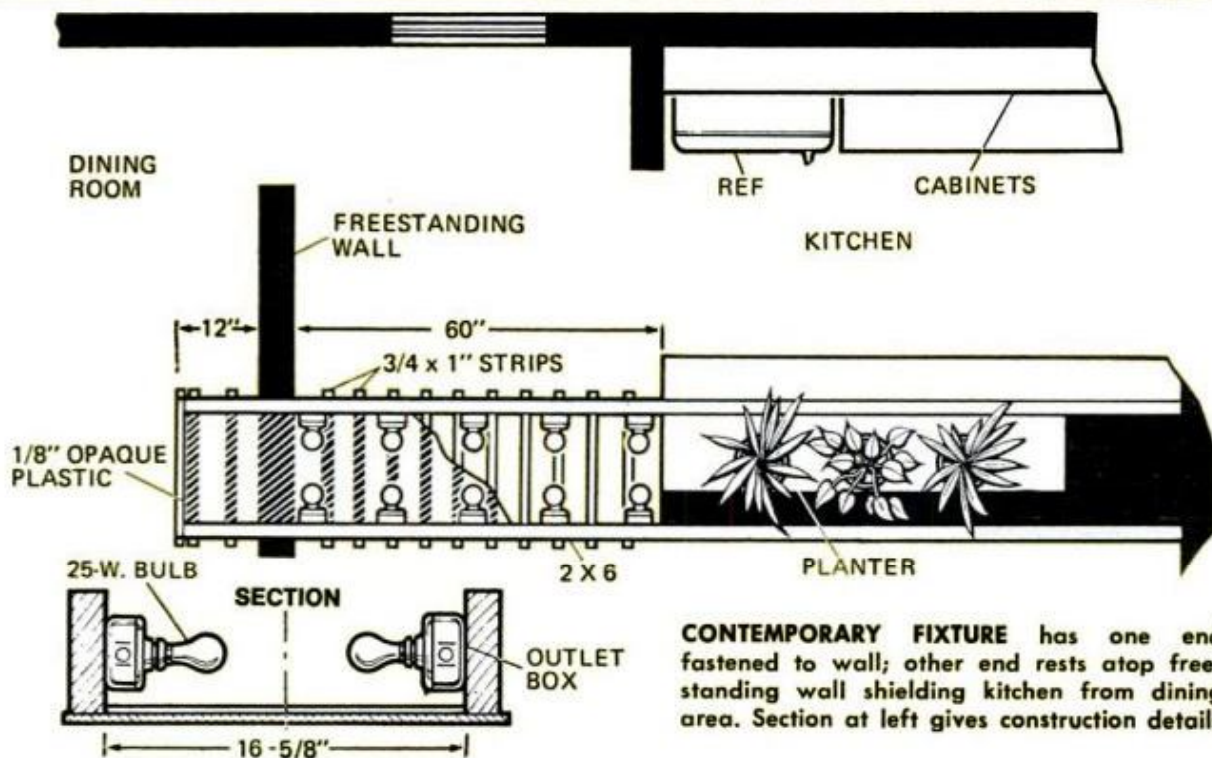 DINING
ROOM
REF
CABINETS
KITCHEN
FREESTANDING
WALL
12"
60"
3/4 x 1" STRIPS
1/8" OPAQUE
PLASTIC
2 X 6
PLANTER
25-W. BULB
SECTION
OUTLET
BOX
16-5/8"
CONTEMPORARY FIXTURE has one end
fastened to wall; other end rests atop free
standing wall shielding kitchen from dining
area. Section at left gives construction detail